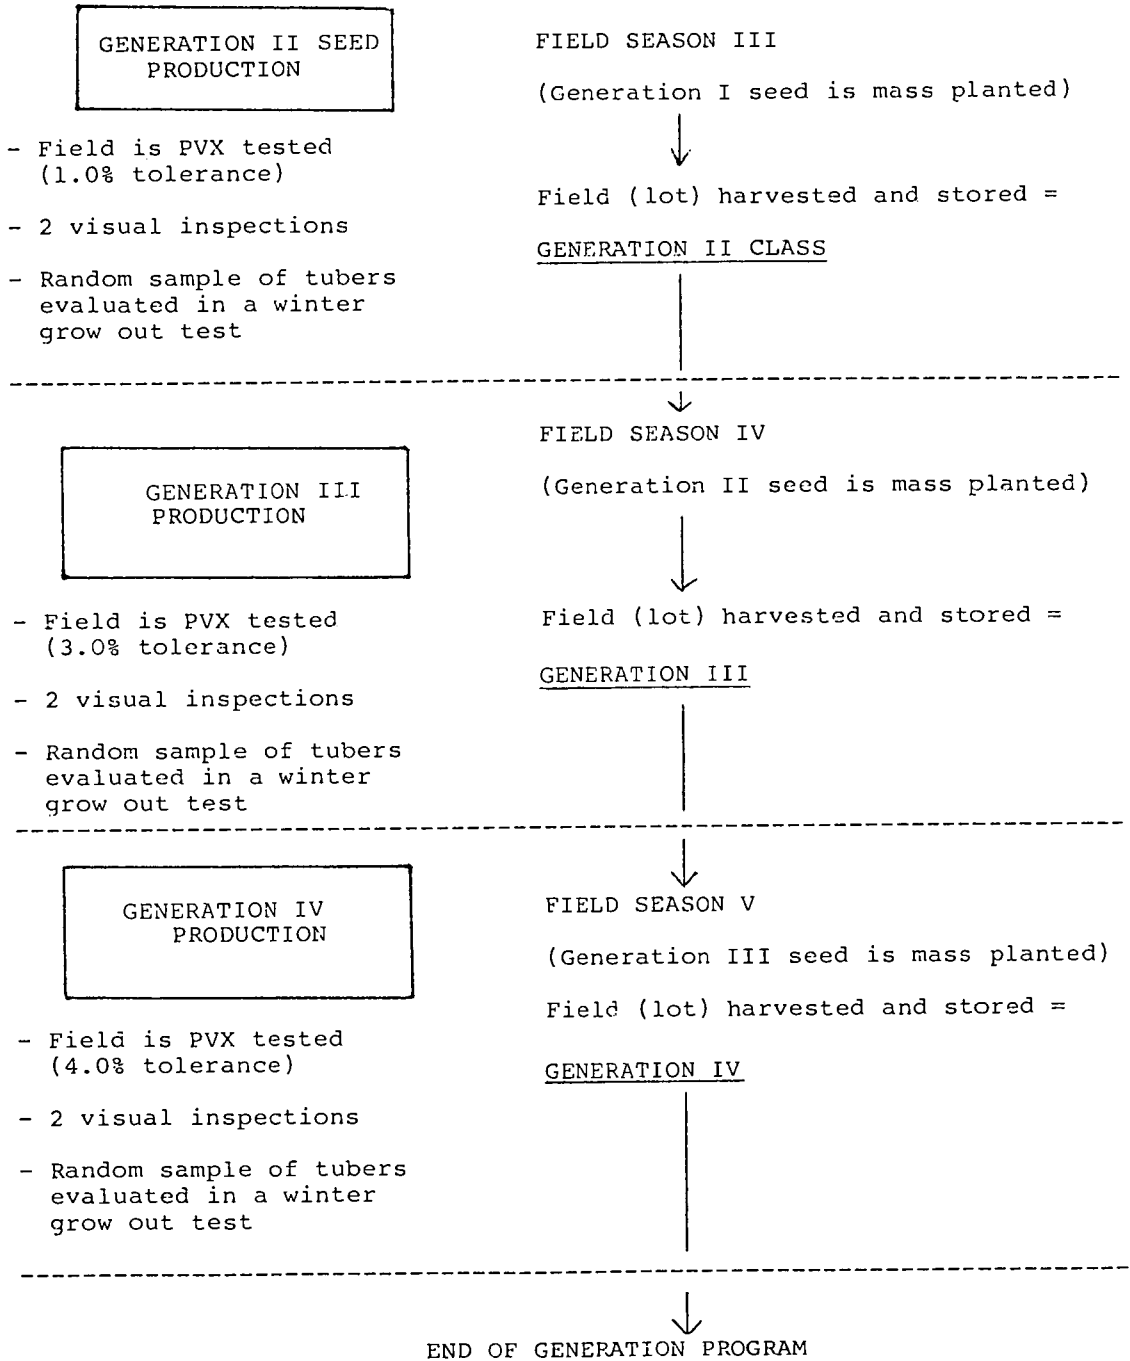 GENERATION II SEED
PRODUCTION
- Field is PVX tested
(1.0% tolerance)
- 2 visual inspections
- Random sample of tubers
evaluated in a winter
grow out test
FIELD SEASON III
(Generation I seed is mass planted)
Field (lot) harvested and stored =
GENERATION II CLASS
GENERATION III
PRODUCTION
- Field is PVX tested
(3.0% tolerance)
- 2 visual inspections
- Random sample of tubers
evaluated in a winter
grow out test
FIELD SEASON IV
(Generation II seed is mass planted)
Field (lot) harvested and stored =
GENERATION III
GENERATION IV
PRODUCTION
- Field is PVX tested
(4.0% tolerance)
- 2 visual inspections
- Random sample of tubers
evaluated in a winter
grow out test
FIELD SEASON V
(Generation III seed is mass planted)
Field (lot) harvested and stored =
GENERATION IV
END OF GENERATION PROGRAM